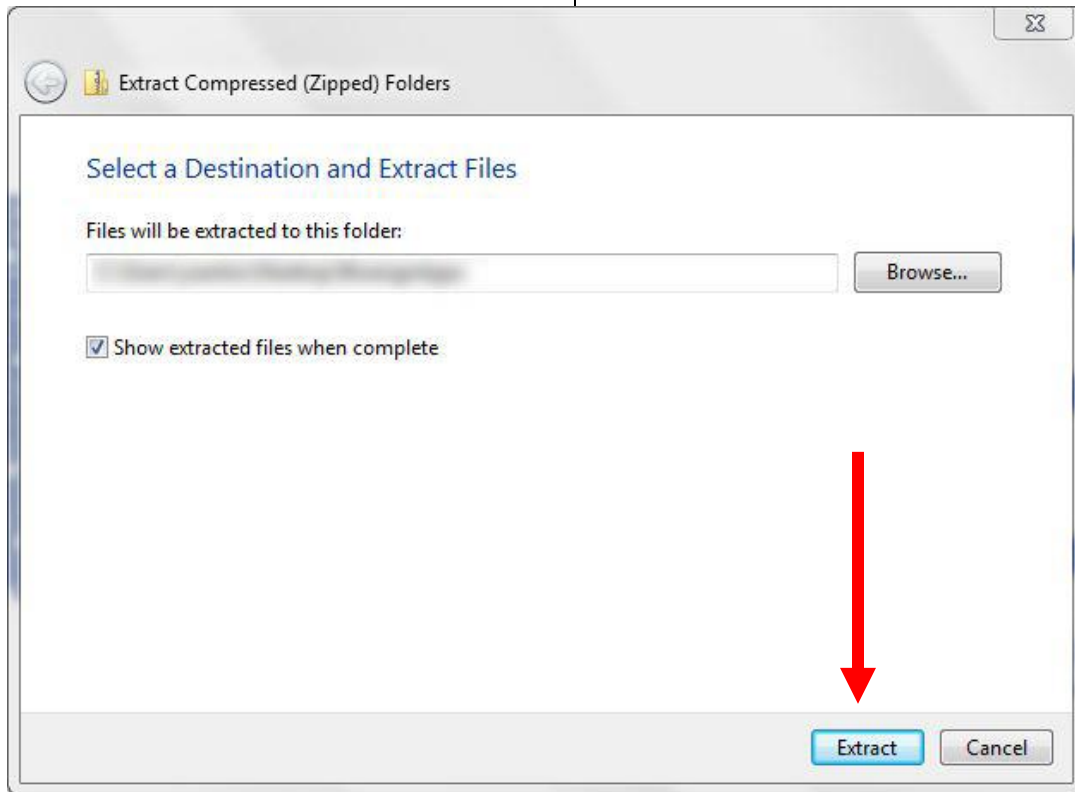 Extract Compressed (Zipped) Folders
Select a Destination and Extract Files
Files will be extracted to this folder:
Browse...
Show extracted files when complete
Extract Cancel